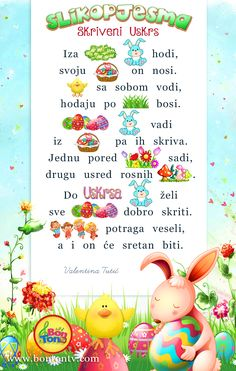 SLIKOPJESMA
Skriveni Uskrs
Iza hodi,
svoju on nosi.
sa sobom vodi,
hodaju po bosi.
vadi
iz pa ih skriva.
Jednu pored sadi,
drugu usred rosnih .
Do USKRSA želi
sve dobro skriti.
potraga veseli,
a i on će sretan biti.
Valentina Tutić
BON TON
www.bontontv.com